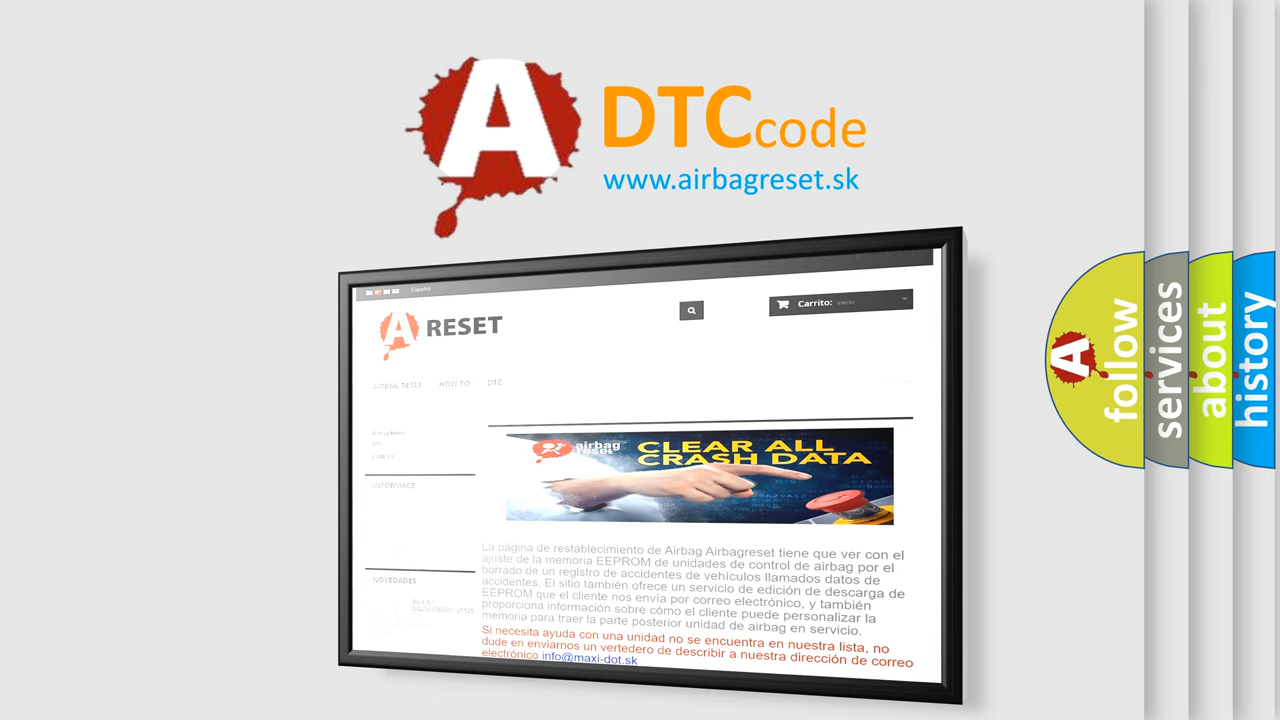 A
DTCcode
www.airbagreset.sk
Español
A RESET
Carrito: vacío
AIRBAG RESET HOW TO DTC
Airbag Reset
DTC
HOW TO
INFORMACE
airbag
reset
CLEAR ALL
CRASH DATA
La página de restablecimiento de Airbag Airbagreset tiene que ver con el
ajuste de la memoria EEPROM de unidades de control de airbag por el
borrado de un registro de accidentes de vehículos llamados datos de
accidentes. El sitio también ofrece un servicio de edición de descarga de
EEPROM que el cliente nos envía por correo electrónico, y también
proporciona información sobre cómo el cliente puede personalizar la
memoria para traer la parte posterior unidad de airbag en servicio.
Si necesita ayuda con una unidad no se encuentra en nuestra lista, no
dude en enviarnos un vertedero de describir a nuestra dirección de correo
electrónico info@maxi-dot.sk
NOVEDADES
A
follow
services
about
history